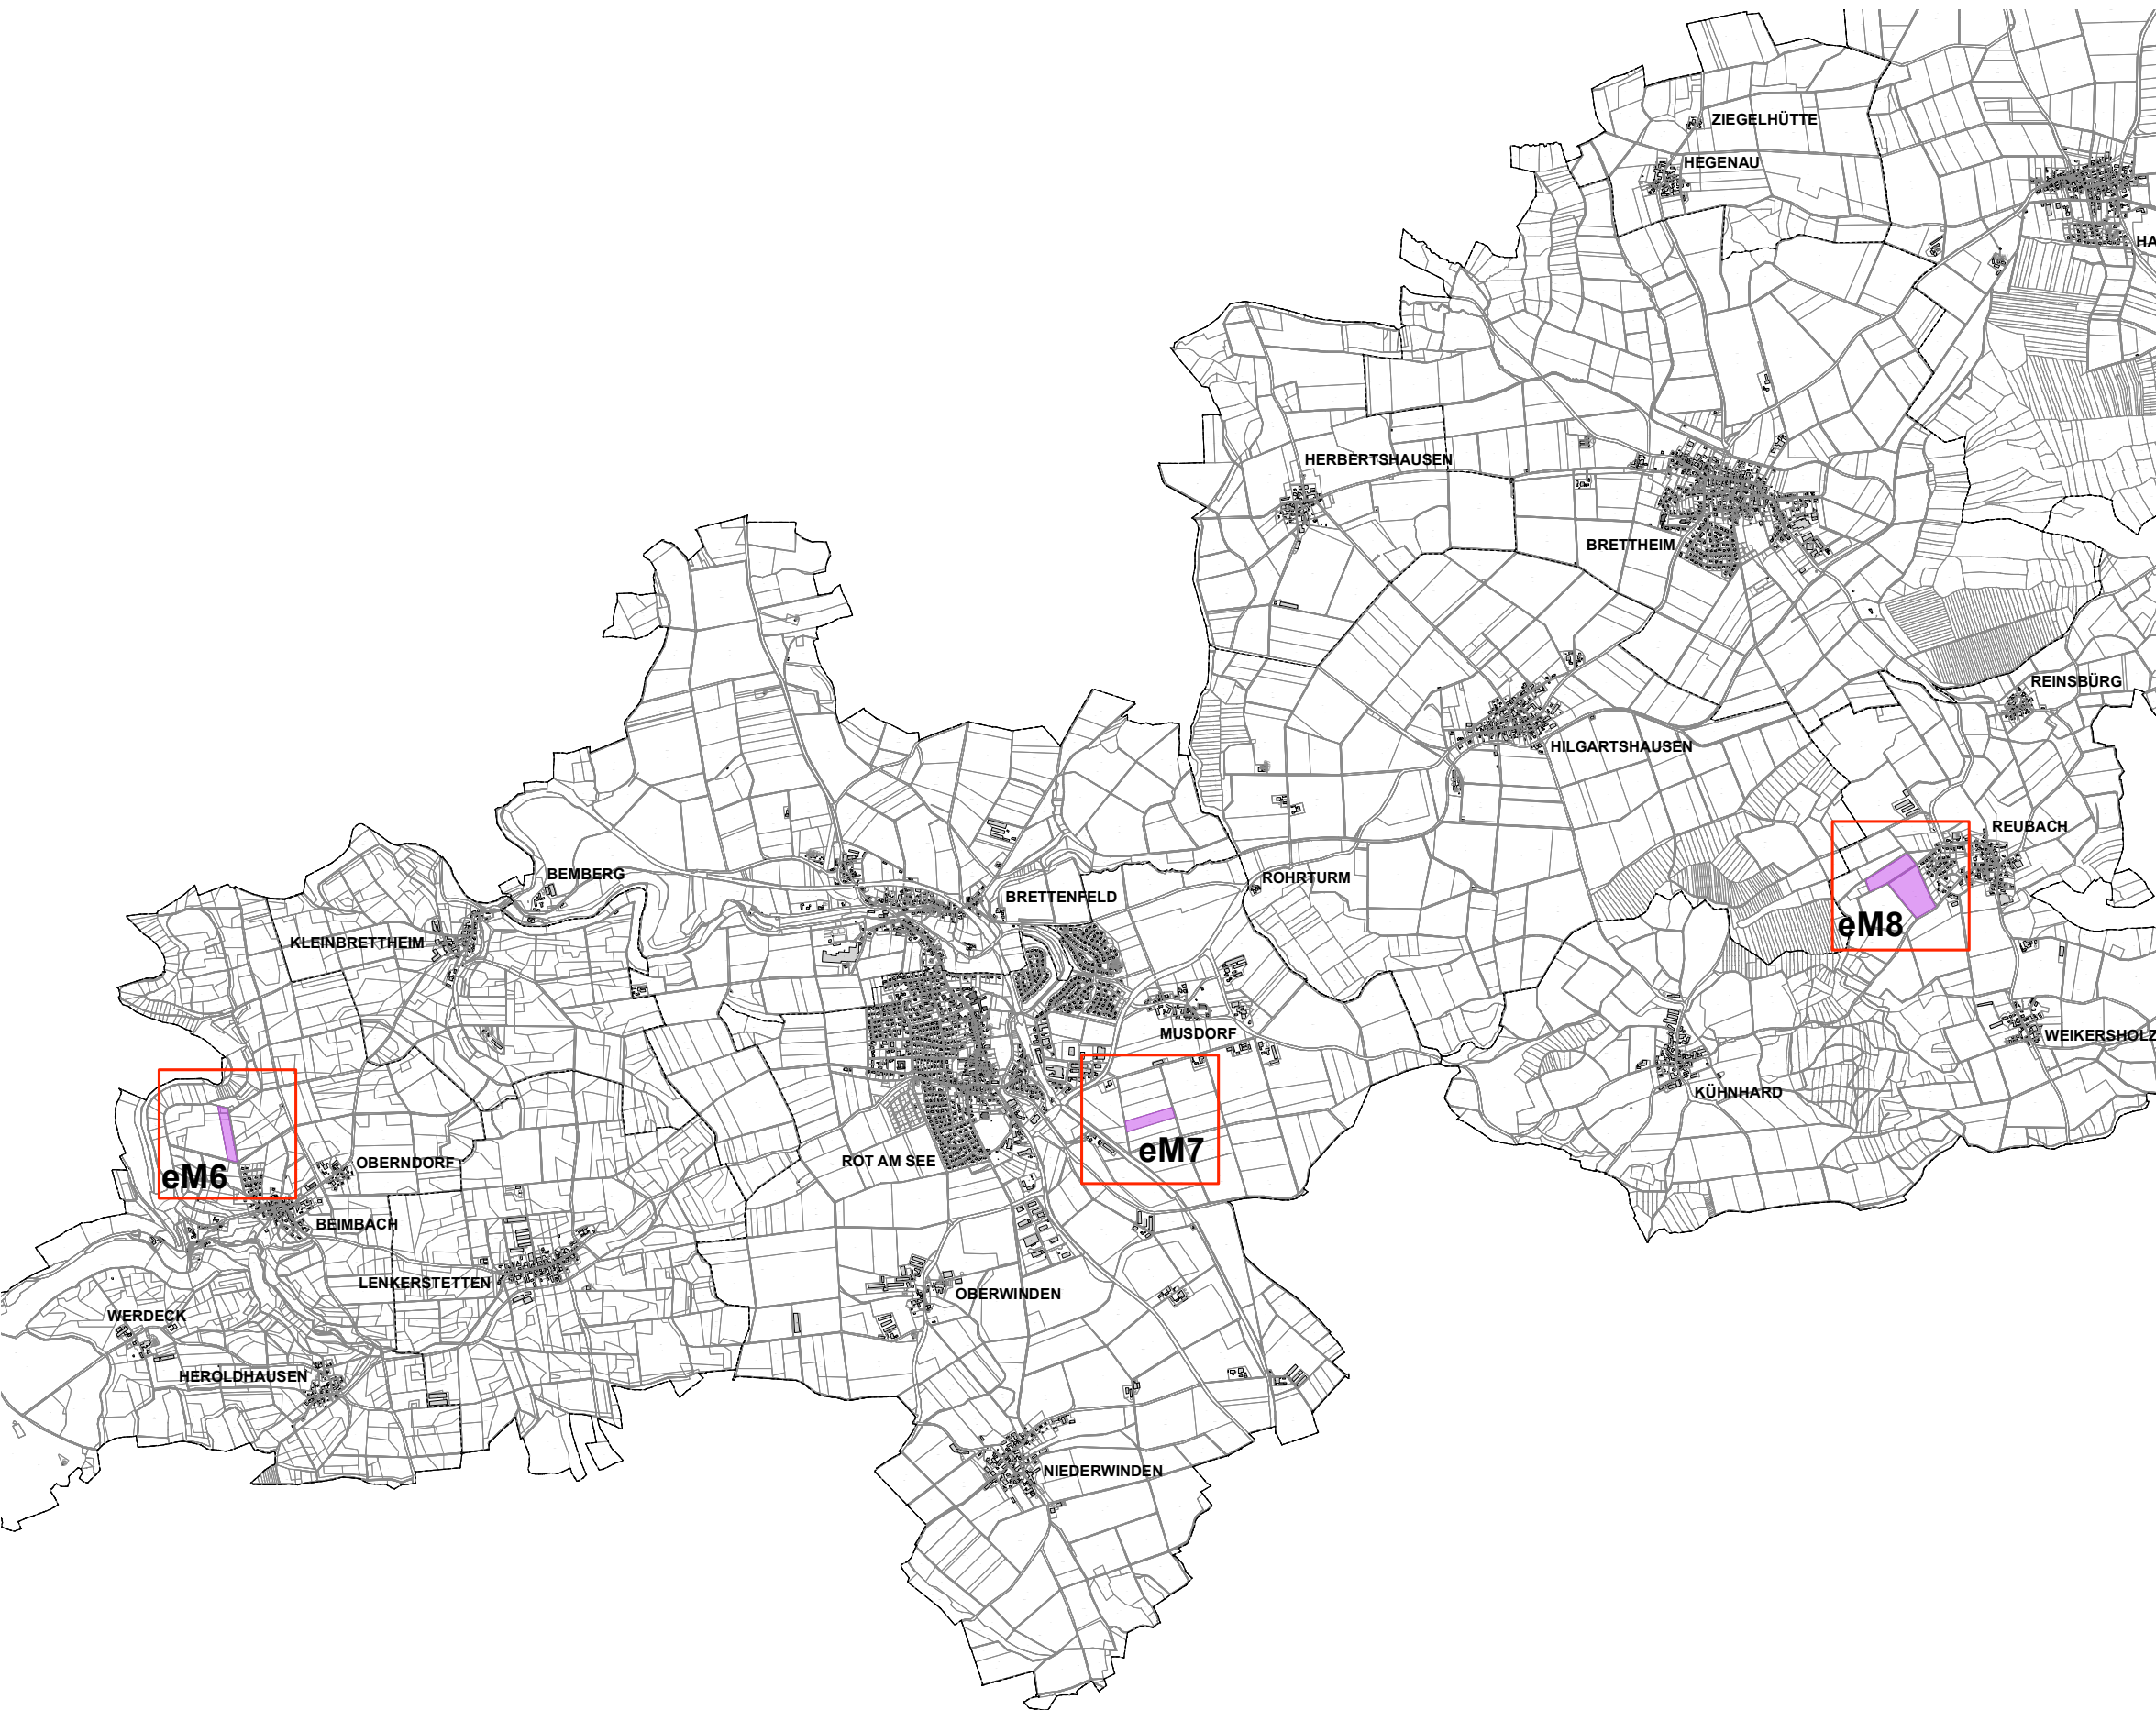 ZIEGELHÜTTE
HEGENAU
HA
HERBERTSHAUSEN
BRETTHEIM
REINSBÜRG
HILGARTSHAUSEN
REUBACH
BEMBERG
ROHRTURM
BRETTENFELD
eM8
KLEINBRETTHEIM
MUSDORF
WEIKERSHOLZ
KÜHNHARD
eM7
ROT AM SEE
OBERNDORF
eM6
BEIMBACH
LENKERSTETTEN
OBERWINDEN
WERDECK
HEROLDHAUSEN
NIEDERWINDEN